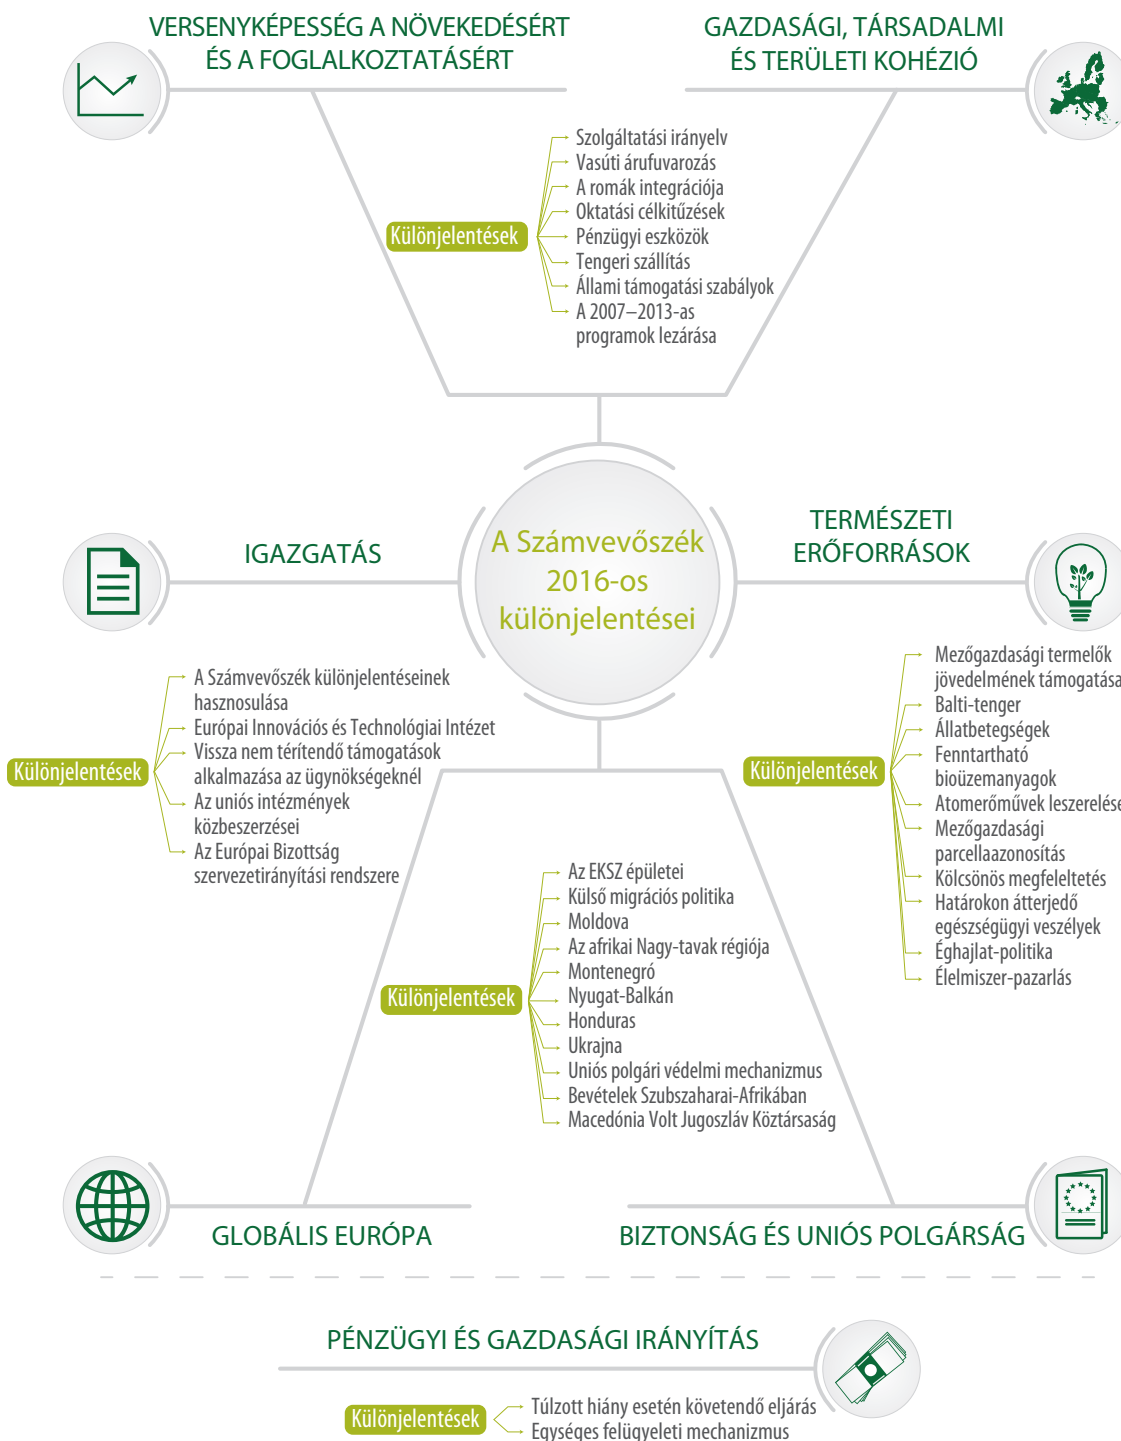 VERSENYKÉPESSÉG A NÖVEKEDÉSÉRT
ÉS A FOGLALKOZTATÁSÉRT
GAZDASÁGI, TÁRSADALMI
ÉS TERÜLETI KOHÉZIÓ
Különjelentések
Szolgáltatási irányelv
Vasúti árufuvarozás
A romák integrációja
Oktatási célkitűzések
Pénzügyi eszközök
Tengeri szállítás
Állami támogatási szabályok
A 2007–2013-as
programok lezárása
A Számvevőszék
2016-os
különjelentései
IGAZGATÁS
Különjelentések
A Számvevőszék különjelentéseinek
hasznosulása
Európai Innovációs és Technológiai Intézet
Vissza nem térítendő támogatások
alkalmazása az ügynökségeknél
Az uniós intézmények
közbeszerzései
Az Európai Bizottság
szervezetirányítási rendszere
TERMÉSZETI
ERŐFORRÁSOK
Különjelentések
Mezőgazdasági termelők
jövedelmének támogatása
Balti-tenger
Állatbetegségek
Fenntartható
bioüzemanyagok
Atomerőművek leszerelése
Mezőgazdasági
parcellaazonosítás
Kölcsönös megfeleltetés
Határokon átterjedő
egészségügyi veszélyek
Éghajlat-politika
Élelmiszer-pazarlás
Különjelentések
Az EKSZ épületei
Külső migrációs politika
Moldova
Az afrikai Nagy-tavak régiója
Montenegró
Nyugat-Balkán
Honduras
Ukrajna
Uniós polgári védelmi mechanizmus
Bevételek Szubszaharai-Afrikában
Macedónia Volt Jugoszláv Köztársaság
GLOBÁLIS EURÓPA
BIZTONSÁG ÉS UNIÓS POLGÁRSÁG
PÉNZÜGYI ÉS GAZDASÁGI IRÁNYÍTÁS
Különjelentések
Túlzott hiány esetén követendő eljárás
Egységes felügyeleti mechanizmus